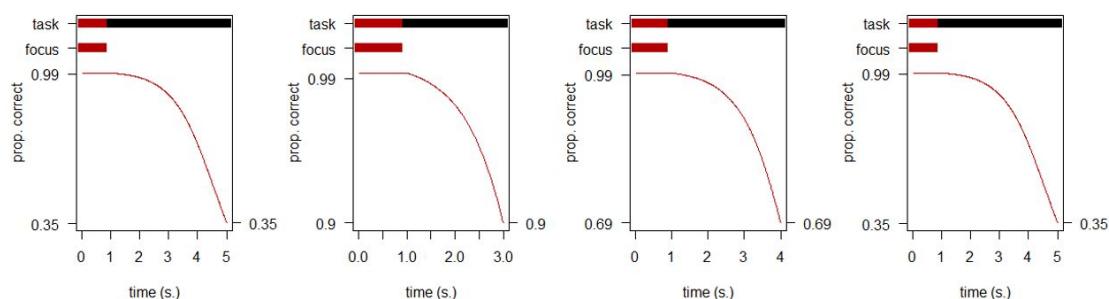 task
focus
0.99
prop. correct
0.35
0.35
0 1 2 3 4 5
time (s.)
task
focus
0.99
prop. correct
0.9
0.9
0.0 1.0 2.0 3.0
time (s.)
task
focus
0.99
prop. correct
0.69
0.69
0 1 2 3 4
time (s.)
task
focus
0.99
prop. correct
0.35
0.35
0 1 2 3 4 5
time (s.)